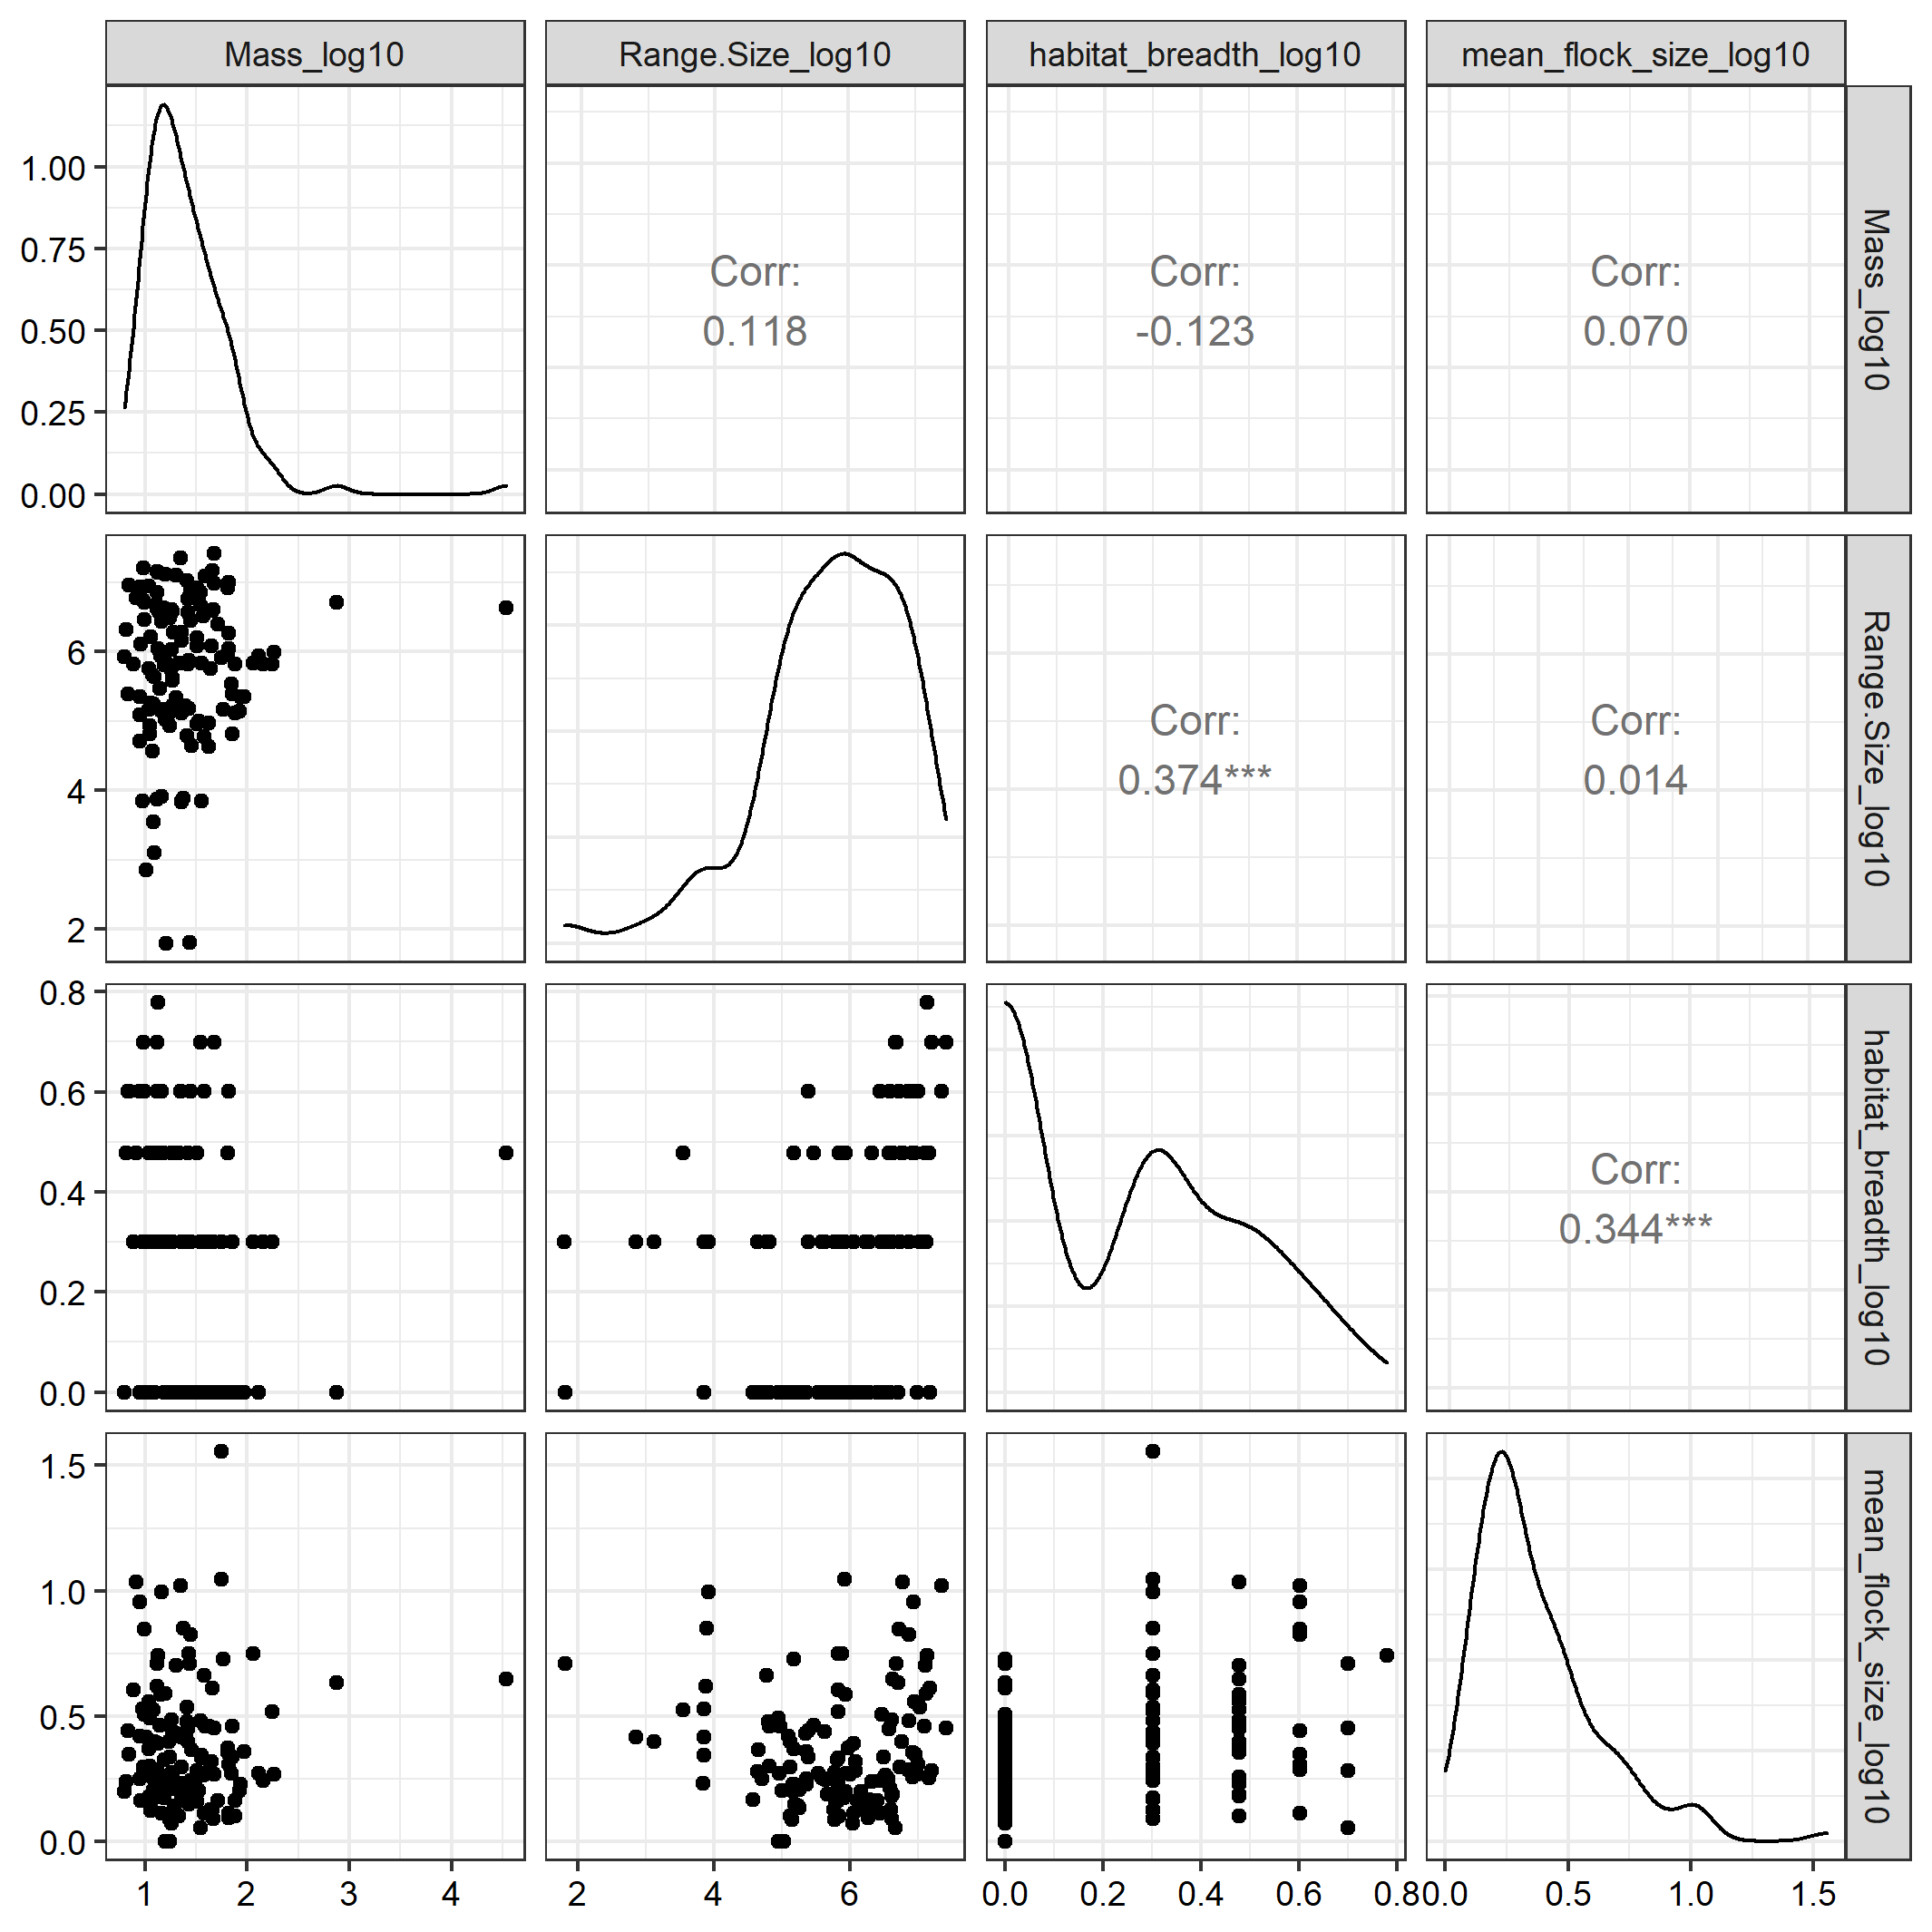 Mass_log10
Range.Size_log10
habitat_breadth_log10
mean_flock_size_log10
1.00
0.75
0.50
0.25
0.00
Corr:
0.118
Corr:
-0.123
Corr:
0.070
Mass_log10
6
4
2
Corr:
0.374***
Corr:
0.014
Range.Size_log10
0.8
0.6
0.4
0.2
0.0
Corr:
0.344***
habitat_breadth_log10
1.5
1.0
0.5
0.0
mean_flock_size_log10
1 2 3 4
2 4 6
0.0 0.2 0.4 0.6 0.8
0.0 0.5 1.0 1.5